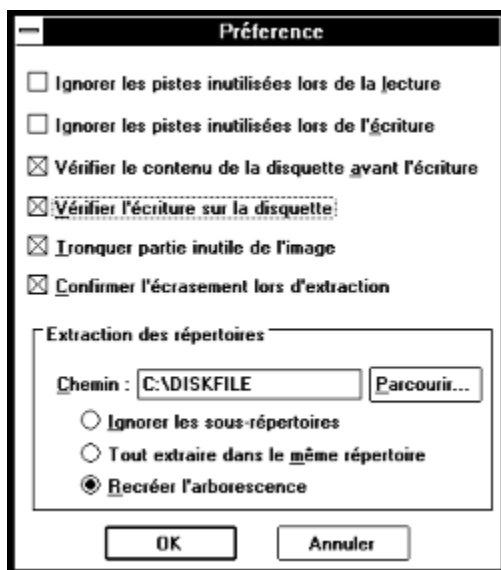 Préference
Ignorer les pistes inutilisées lors de la lecture
Ignorer les pistes inutilisées lors de l'écriture
Vérifier le contenu de la disquette avant l'écriture
Vérifier l'écriture sur la disquette
Tronquer partie inutile de l'image
Confirmer l'écrasement lors d'extraction
Extraction des répertoires
Chemin : C:\DISKFILE Parcourir...
Ignorer les sous-répertoires
Tout extraire dans le même répertoire
Recréer l'arborescence
OK Annuler